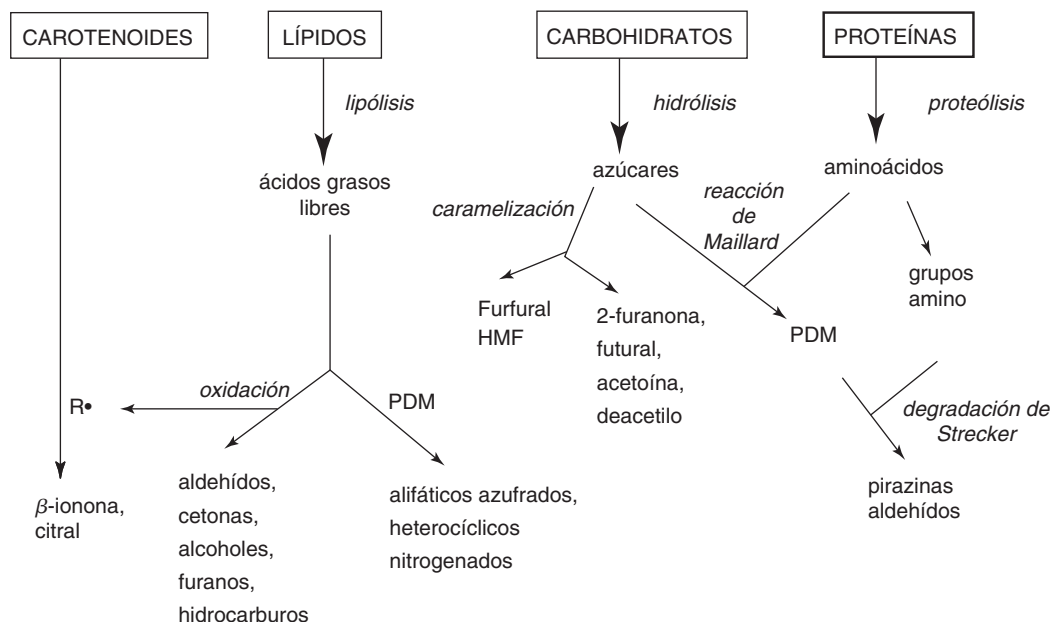 CAROTENOIDES
LÍPIDOS
CARBOHIDRATOS
PROTEÍNAS
lipólisis
hidrólisis
proteólisis
ácidos grasos
libres
azúcares
aminoácidos
caramelización
reacción
de
Maillard
grupos
amino
Furfural
HMF
2-furanona,
futural,
acetoína,
deacetilo
PDM
oxidación
R•
PDM
degradación de
Strecker
β-ionona,
citral
aldehídos,
cetonas,
alcoholes,
furanos,
hidrocarburos
alifáticos azufrados,
heterocíclicos
nitrogenados
pirazinas
aldehídos